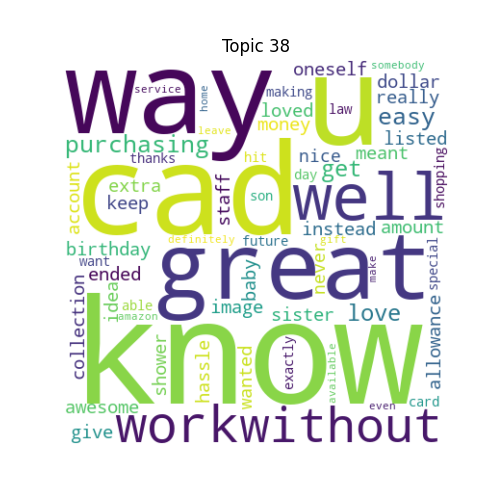 Topic 38
way
u
cad
well
great
know
workwithout
service
home
making
oneself
somebody
dollar
really
loved
law
money
easy
listed
purchasing
leave
thanks
hit
nice
meant
shopping
account
extra
keep
staff
son
day
get
instead
amount
birthday
definitely
future
gift
never
make
special
want
ended
idea
able
amazon
baby
image
sister
love
allowance
collection
shower
hassle
wanted
exactly
available
awesome
give
even
card